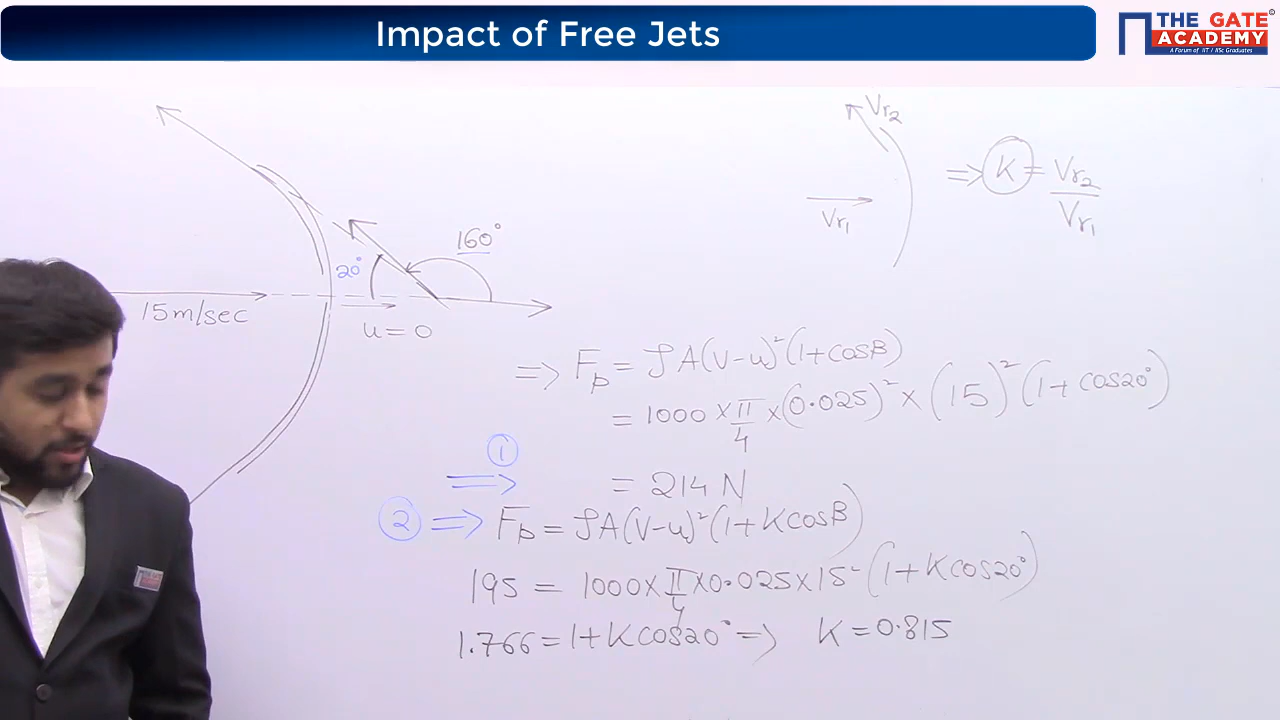 Impact of Free Jets
THE GATE ACADEMY
A Forum of IIT / IISc Graduates
Vr₂
Vr₁
⇒ K = Vr₂/Vr₁
160°
20°
15m/sec
u = 0
⇒ Fₚ = ρA(V-u)²(1+cosβ)
= 1000 × π/4 × (0.025)² × (15)² (1+cos20°)
① ⇒ = 214 N
② ⇒ Fₚ = ρA(V-u)²(1+Kcosβ)
195 = 1000 × π/4 × 0.025 × 15² (1+Kcos20°)
1.766 = 1+Kcos20° ⇒ K = 0.815